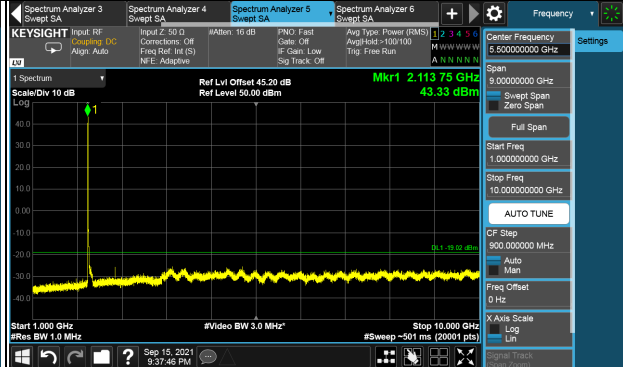 Spectrum Analyzer 3
Swept SA
Spectrum Analyzer 4
Swept SA
Spectrum Analyzer 5
Swept SA
Spectrum Analyzer 6
Swept SA
+
Frequency
KEYSIGHT
LXI
Input: RF
Coupling: DC
Align: Auto
Input Z: 50 Ω
Corrections: Off
Freq Ref: Int (S)
NFE: Adaptive
#Atten: 16 dB
PNO: Fast
Gate: Off
IF Gain: Low
Sig Track: Off
Avg Type: Power (RMS)
Avg|Hold:>100/100
Trig: Free Run
1 2 3 4 5 6
M W W W W W
A N N N N N
1 Spectrum
Scale/Div 10 dB
Ref Lvl Offset 45.20 dB
Ref Level 50.00 dBm
Mkr1 2.113 75 GHz
43.33 dBm
Log
1
40.0
30.0
20.0
10.0
0.00
-10.0
-20.0
-30.0
-40.0
DL1 -19.02 dBm
Start 1.000 GHz
#Res BW 1.0 MHz
#Video BW 3.0 MHz*
Stop 10.000 GHz
#Sweep ~501 ms (20001 pts)
Sep 15, 2021
9:37:46 PM
?
Settings
Center Frequency
5.500000000 GHz
Span
9.00000000 GHz
Swept Span
Zero Span
Full Span
Start Freq
1.000000000 GHz
Stop Freq
10.000000000 GHz
AUTO TUNE
CF Step
900.000000 MHz
Auto
Man
Freq Offset
0 Hz
X Axis Scale
Log
Lin
Signal Track
(Span Zoom)